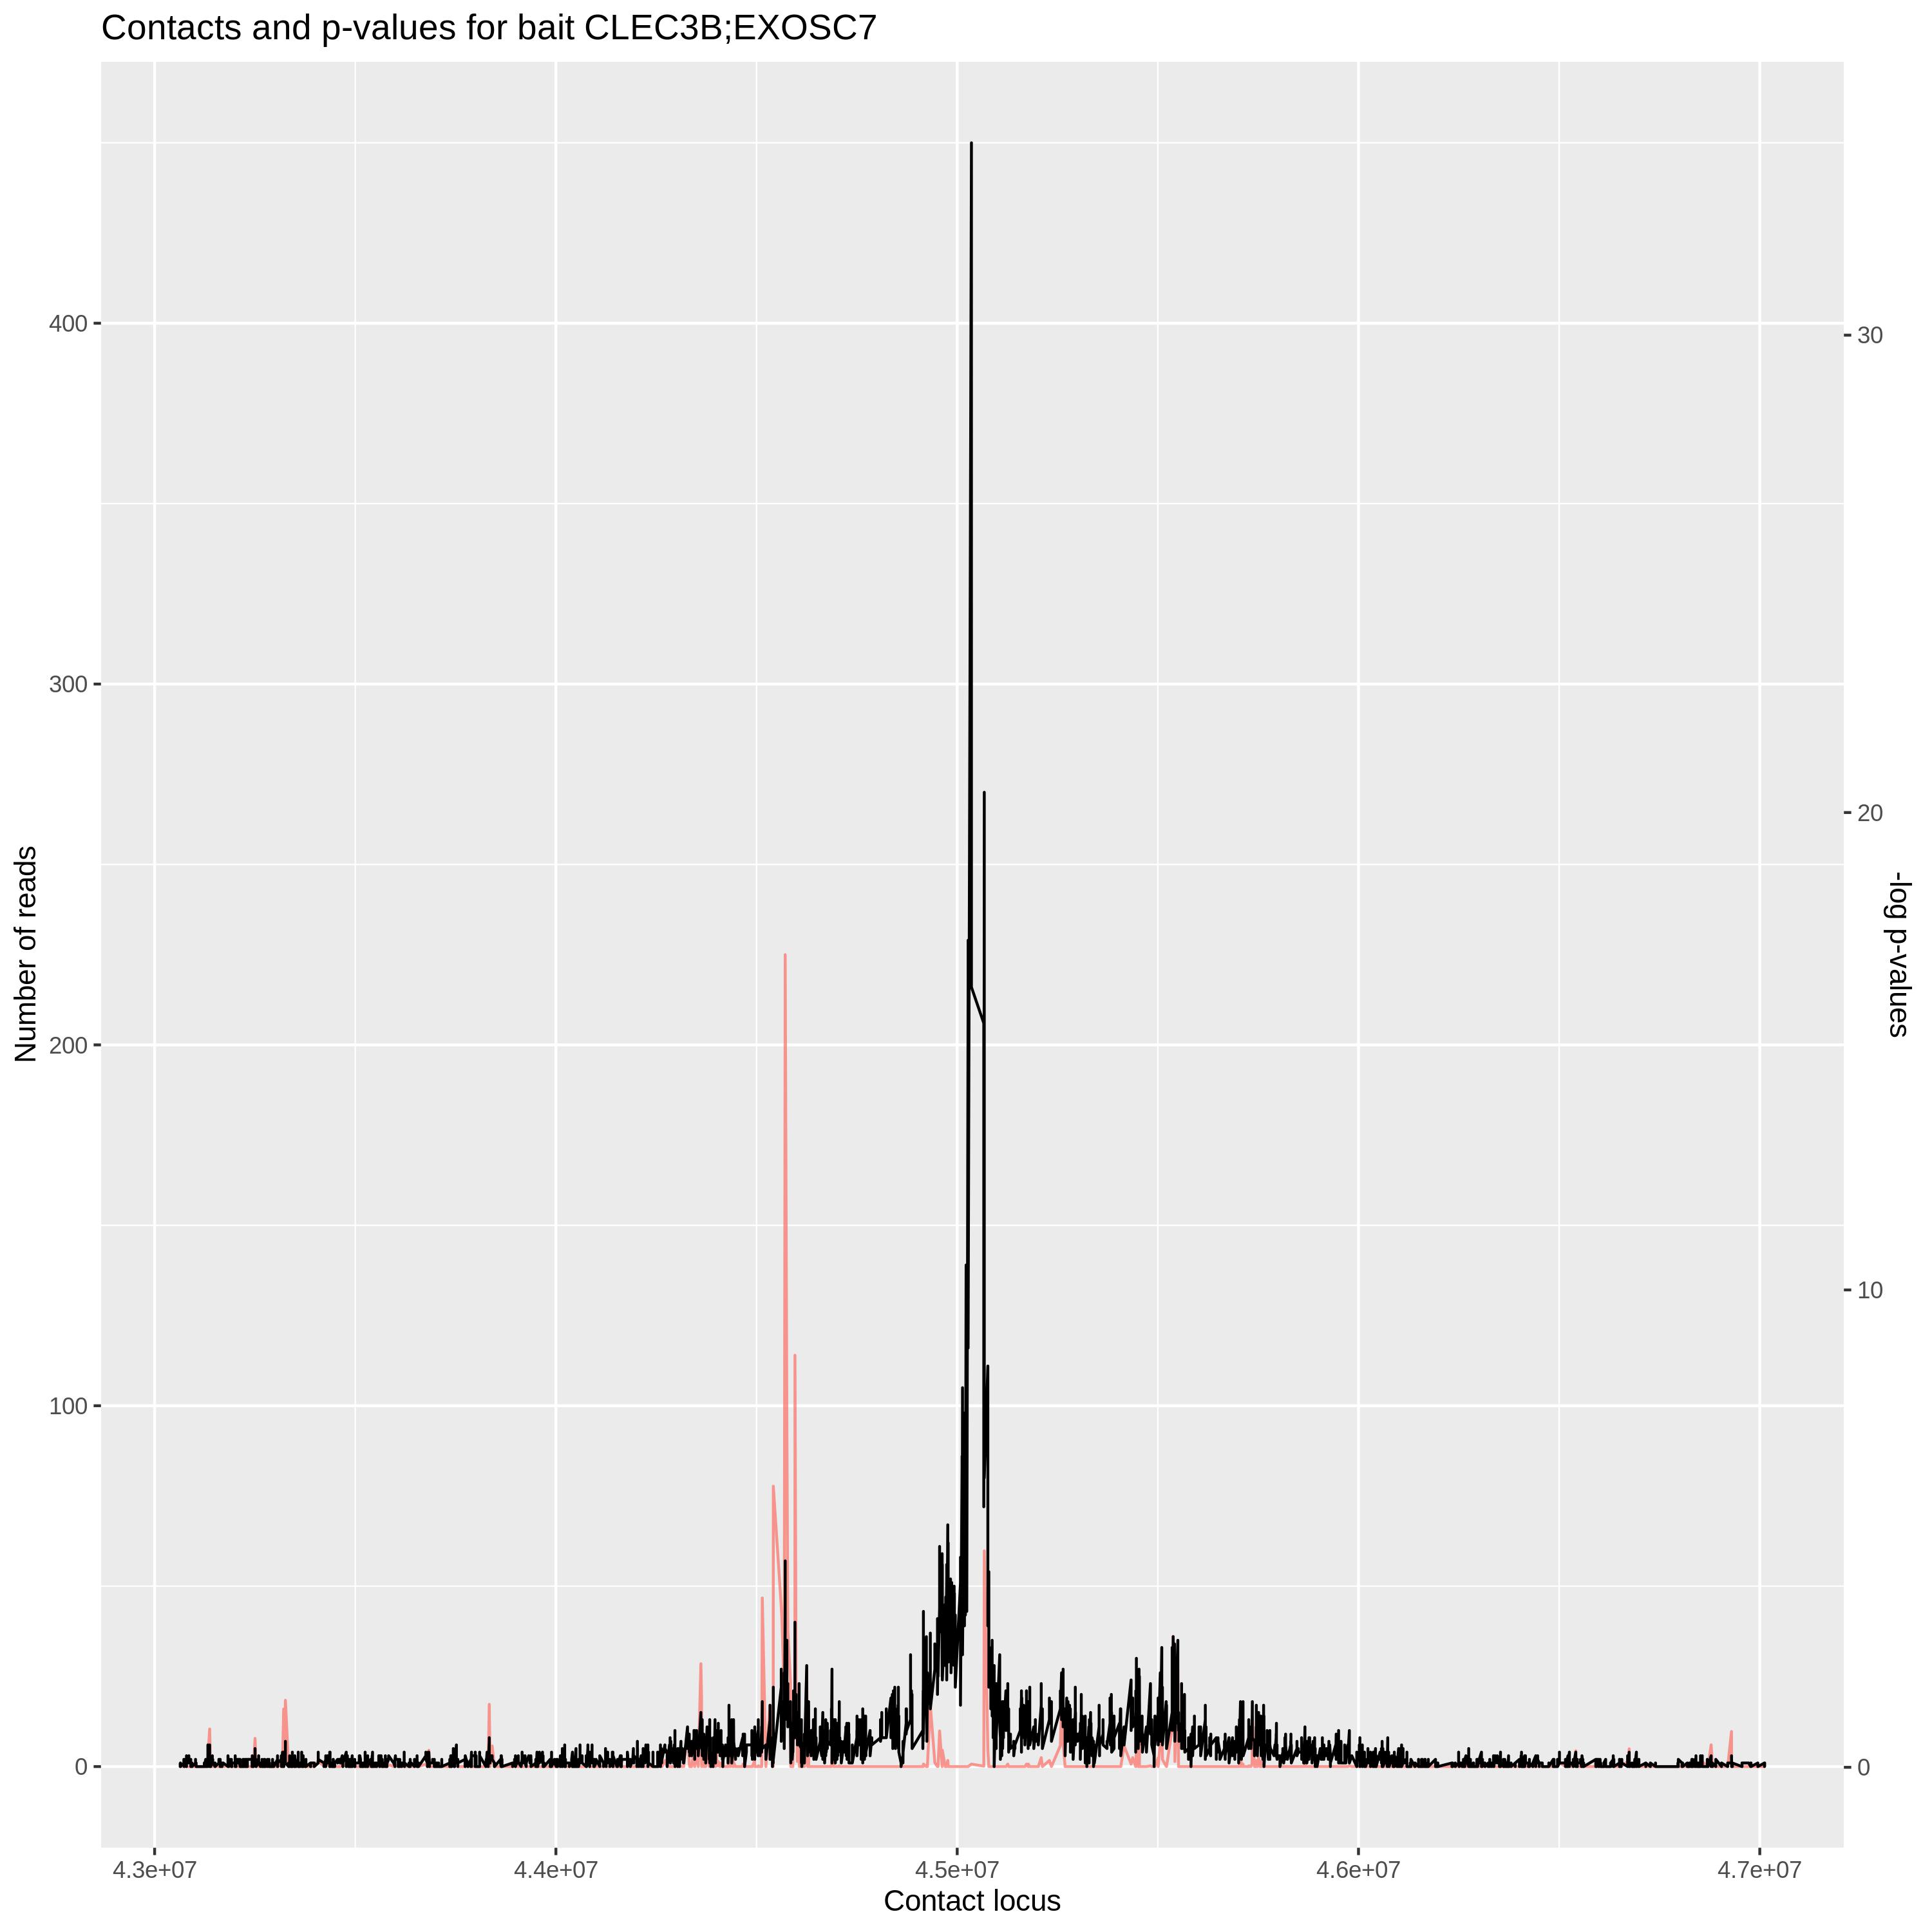 Contacts and p-values for bait CLEC3B;EXOSC7
Number of reads
400
300
200
100
0
30
20
10
0
-log p-values
4.3e+07
4.4e+07
4.5e+07
4.6e+07
4.7e+07
Contact locus